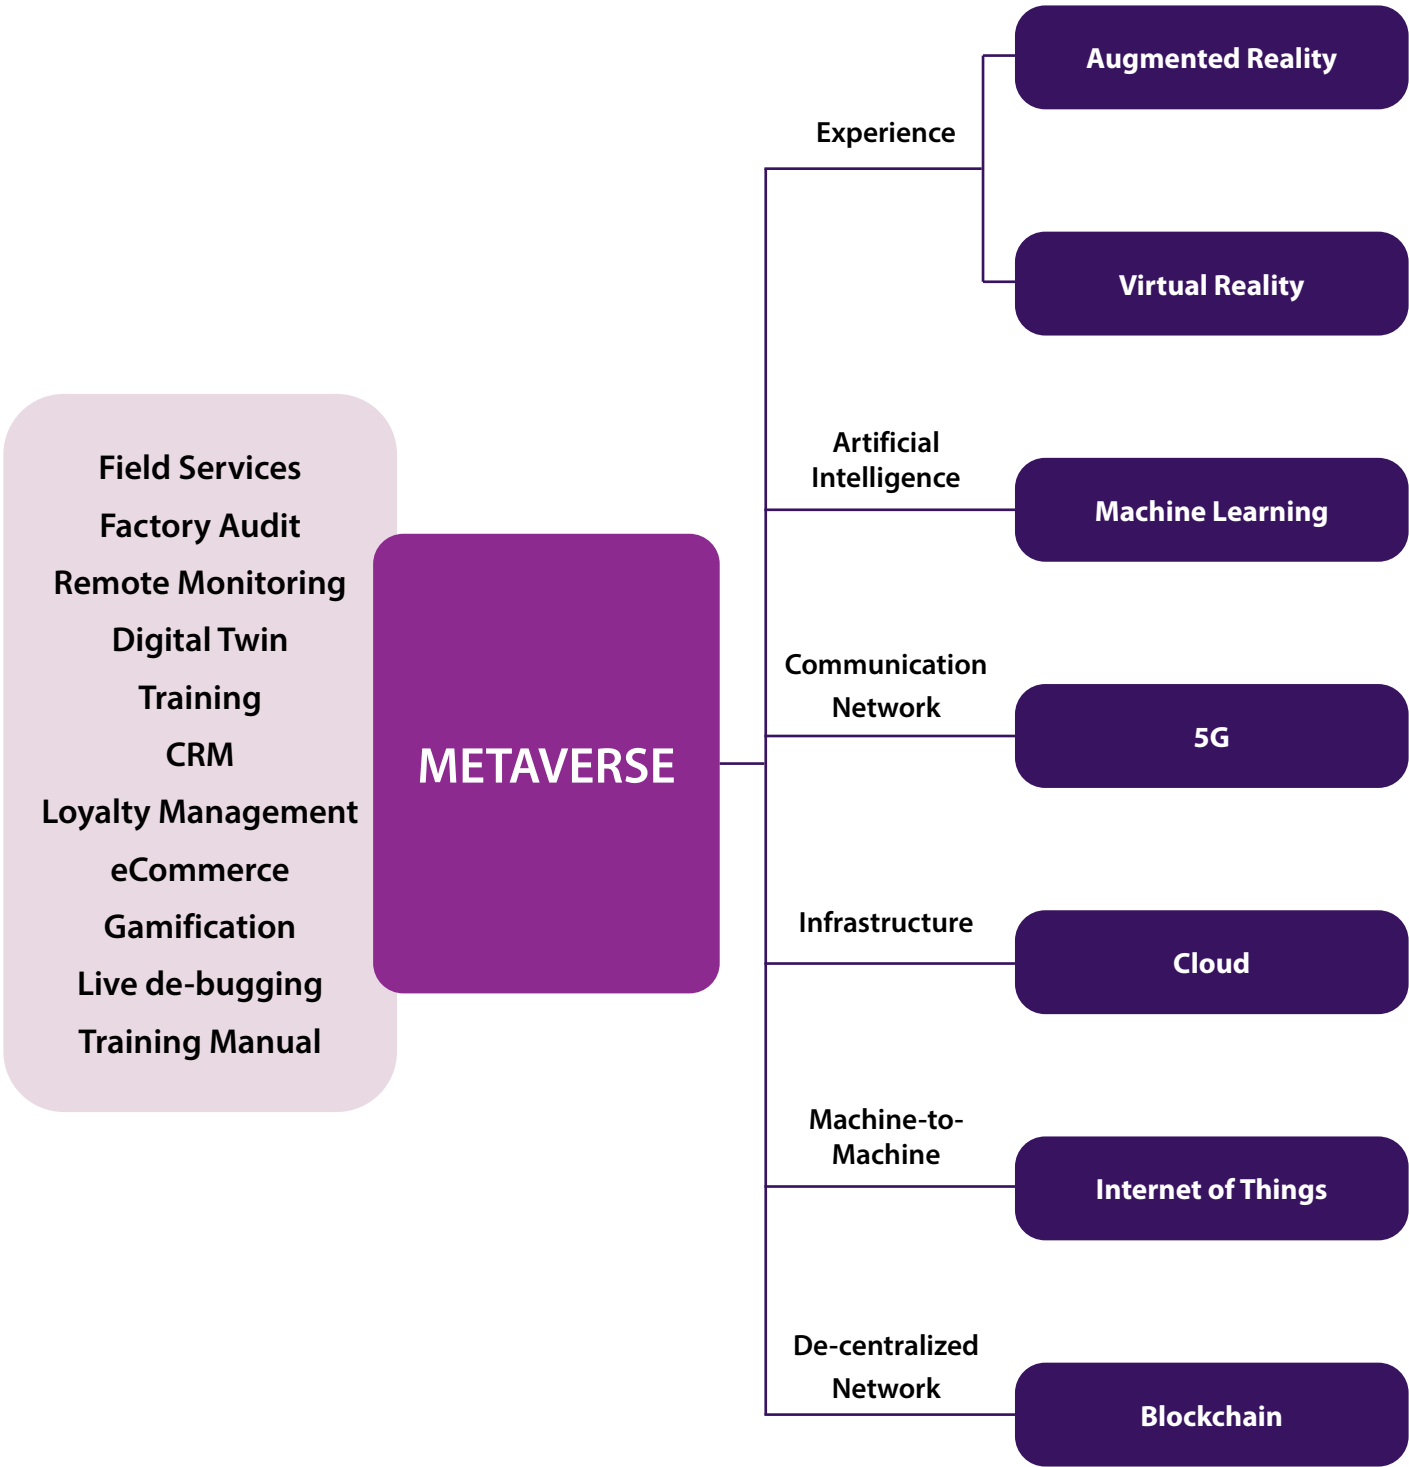 Field Services
Factory Audit
Remote Monitoring
Digital Twin
Training
CRM
Loyalty Management
eCommerce
Gamification
Live de-bugging
Training Manual
METAVERSE
Experience
Augmented Reality
Virtual Reality
Artificial
Intelligence
Machine Learning
Communication
Network
5G
Infrastructure
Cloud
Machine-to-
Machine
Internet of Things
De-centralized
Network
Blockchain